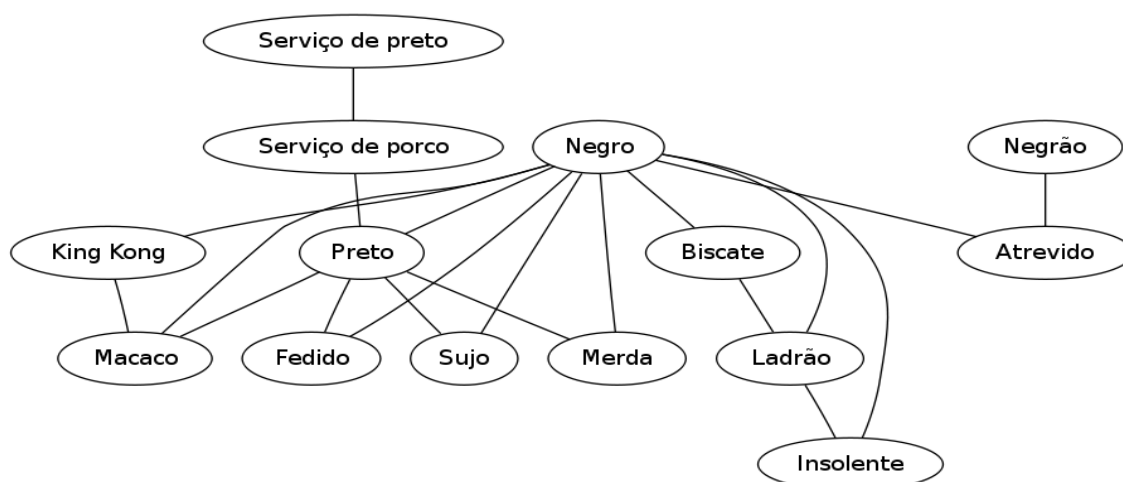 Serviço de preto
Serviço de porco
Negro
Negrão
King Kong
Preto
Biscate
Atrevido
Macaco
Fedido
Sujo
Merda
Ladrão
Insolente